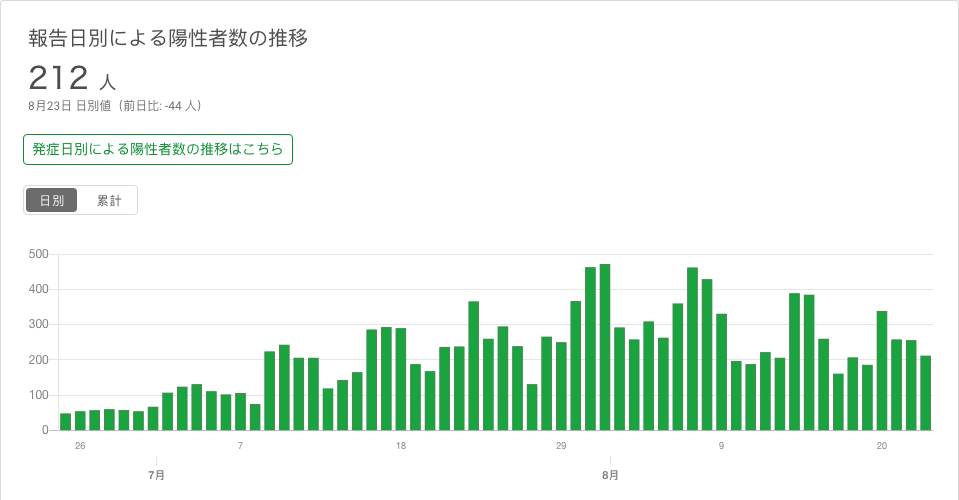 報告日別による陽性者数の推移
212 人
8月23日 日別値（前日比: -44 人）
発症日別による陽性者数の推移はこちら
日別 累計
500
400
300
200
100
0
26 7 18 29 9 20
7月 8月